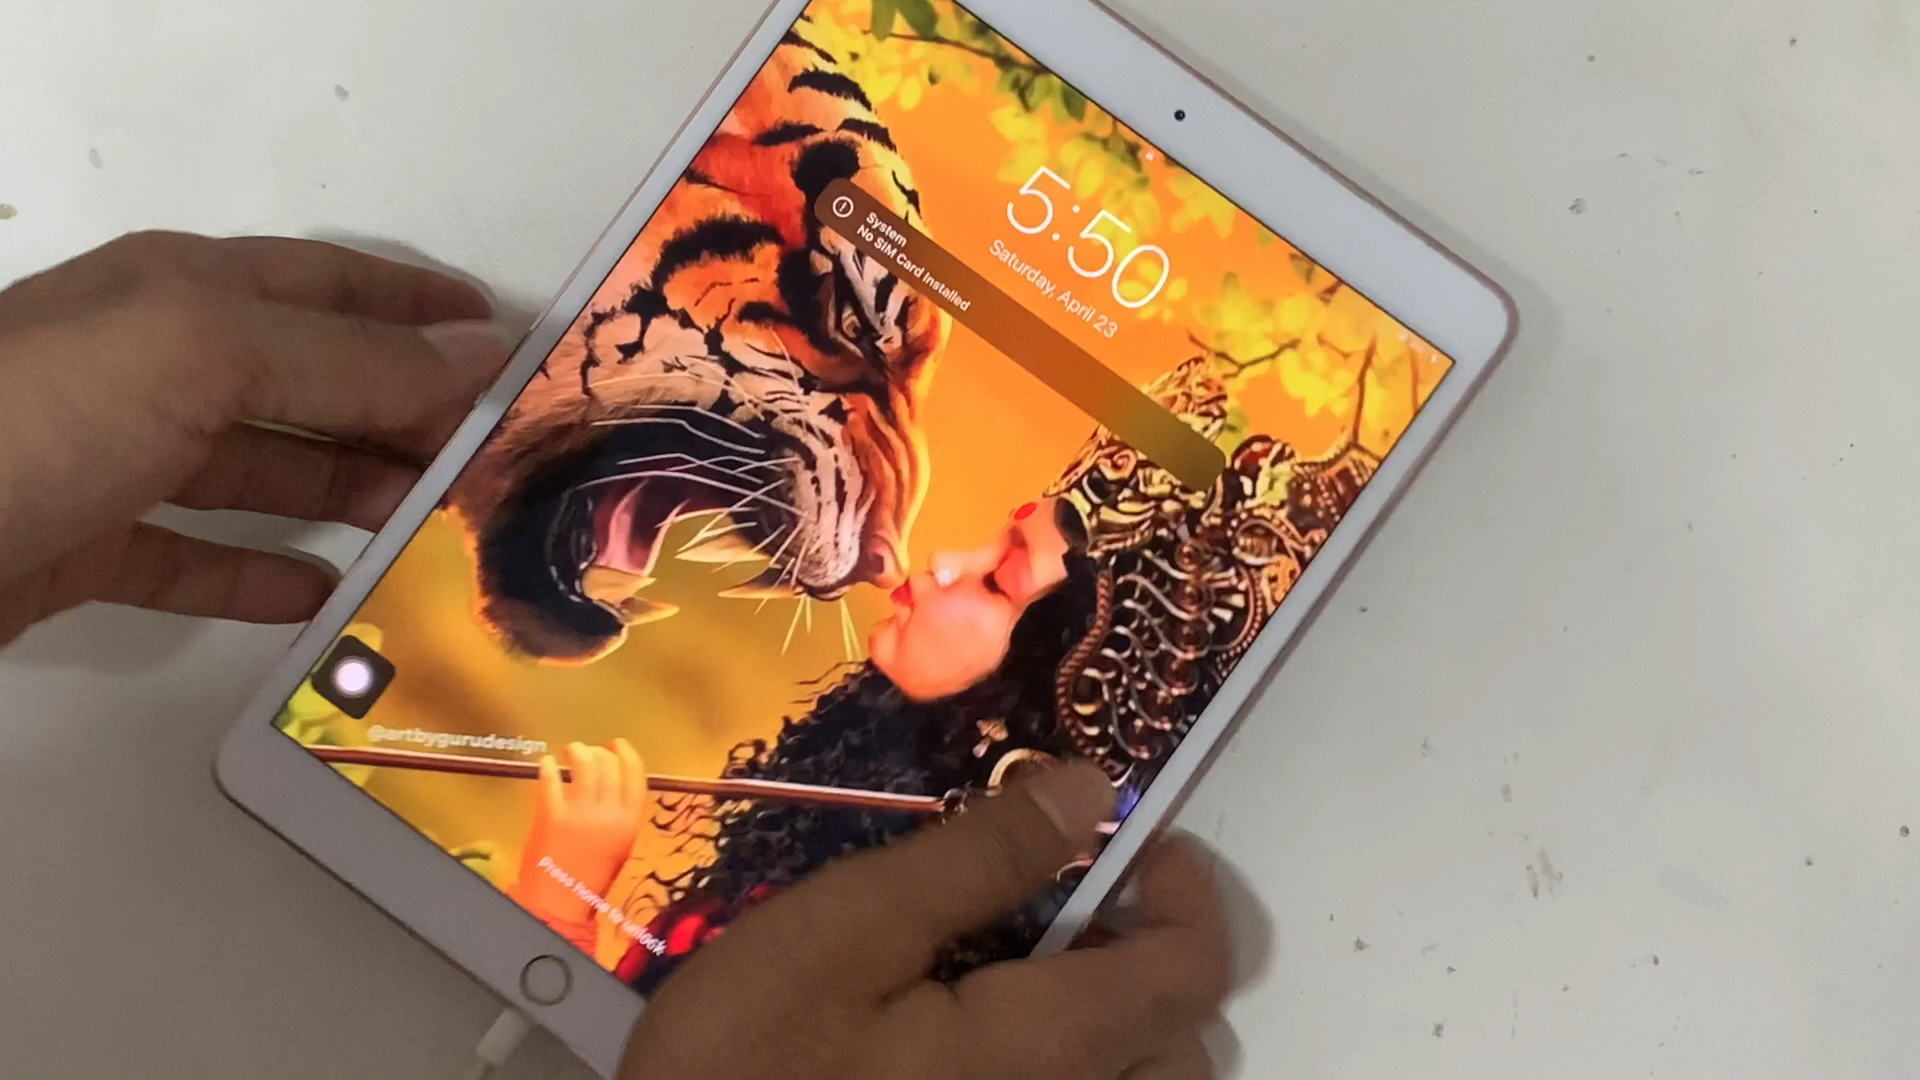 5:50
Saturday, April 23
System
No SIM Card Installed
@artbygurudesign
Press home to unlock